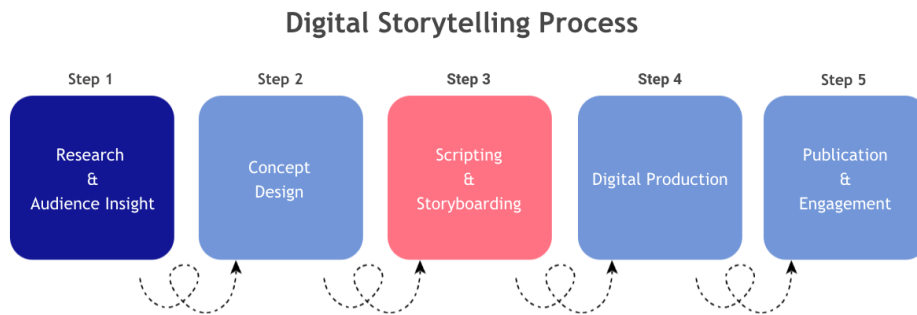 Digital Storytelling Process
Step 1
Step 2
Step 3
Step 4
Step 5
Research
&
Audience Insight
Concept
Design
Scripting
&
Storyboarding
Digital Production
Publication
&
Engagement